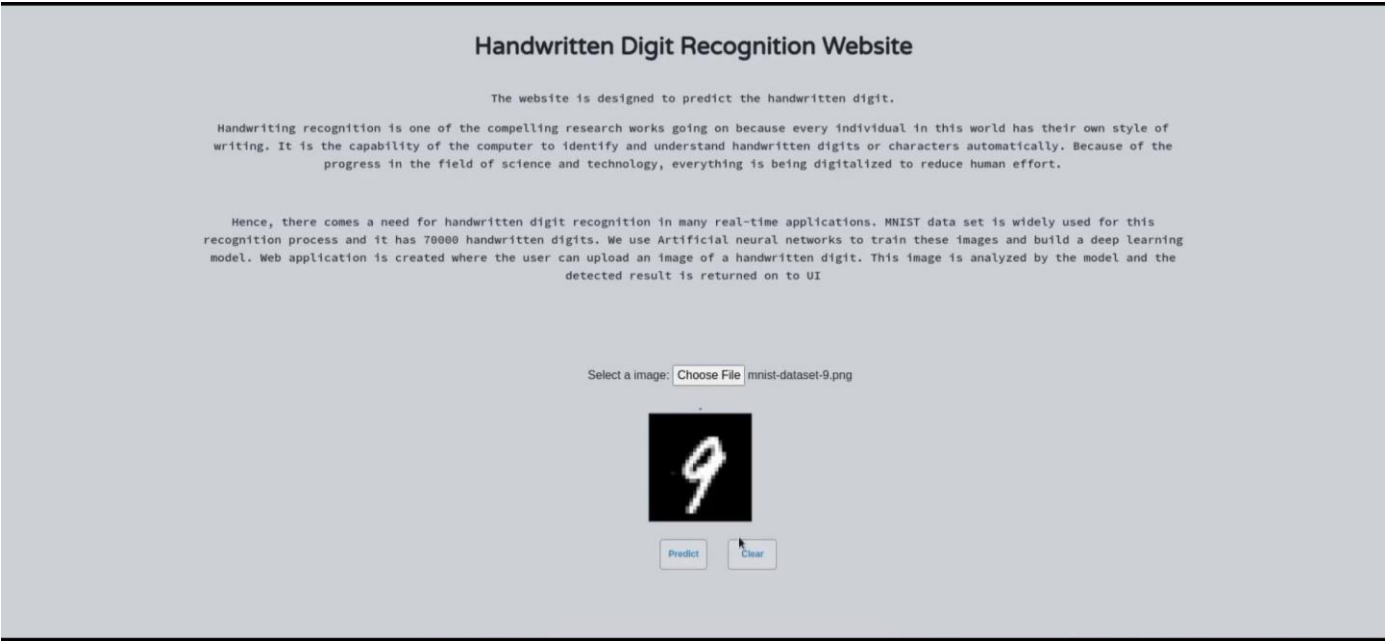 Handwritten Digit Recognition Website
The website is designed to predict the handwritten digit.
Handwriting recognition is one of the compelling research works going on because every individual in this world has their own style of
writing. It is the capability of the computer to identify and understand handwritten digits or characters automatically. Because of the
progress in the field of science and technology, everything is being digitalized to reduce human effort.
Hence, there comes a need for handwritten digit recognition in many real-time applications. MNIST data set is widely used for this
recognition process and it has 70000 handwritten digits. We use Artificial neural networks to train these images and build a deep learning
model. Web application is created where the user can upload an image of a handwritten digit. This image is analyzed by the model and the
detected result is returned on to UI
Select a image: Choose File mnist-dataset-9.png
9
Predict Clear